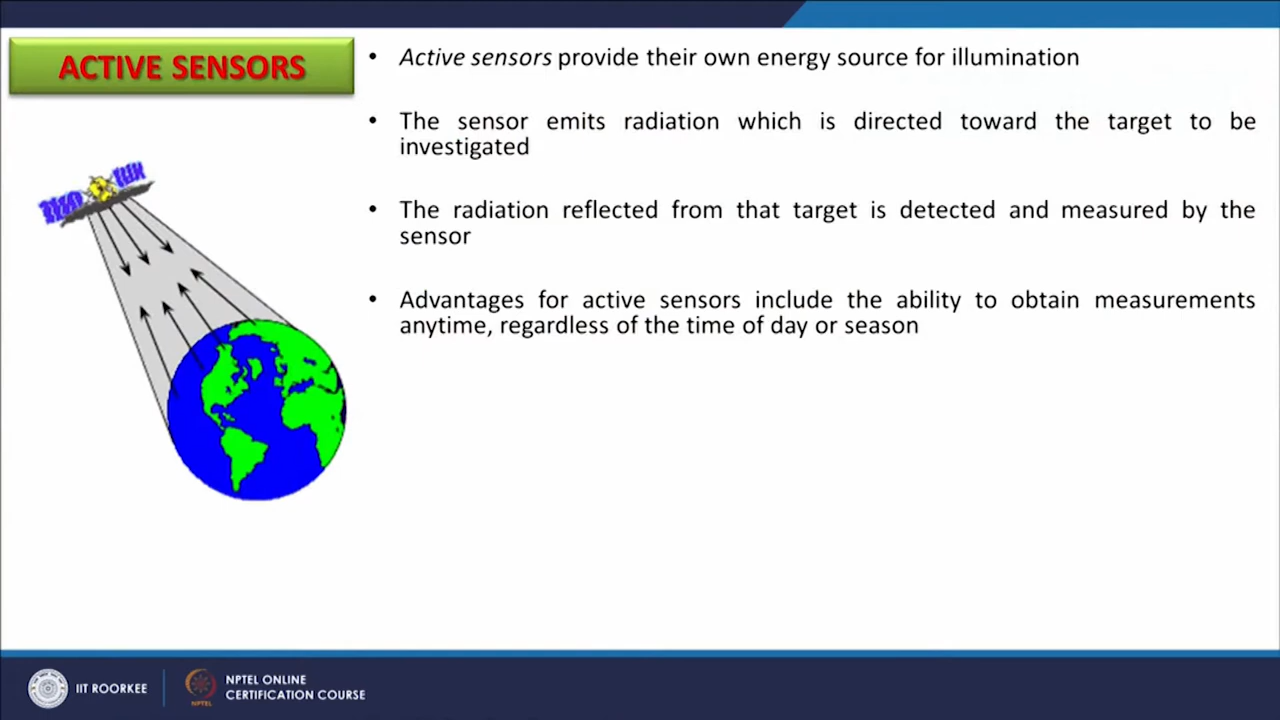 ACTIVE SENSORS
• Active sensors provide their own energy source for illumination
• The sensor emits radiation which is directed toward the target to be
investigated
• The radiation reflected from that target is detected and measured by the
sensor
• Advantages for active sensors include the ability to obtain measurements
anytime, regardless of the time of day or season
IIT ROORKEE
NPTEL
NPTEL ONLINE
CERTIFICATION COURSE